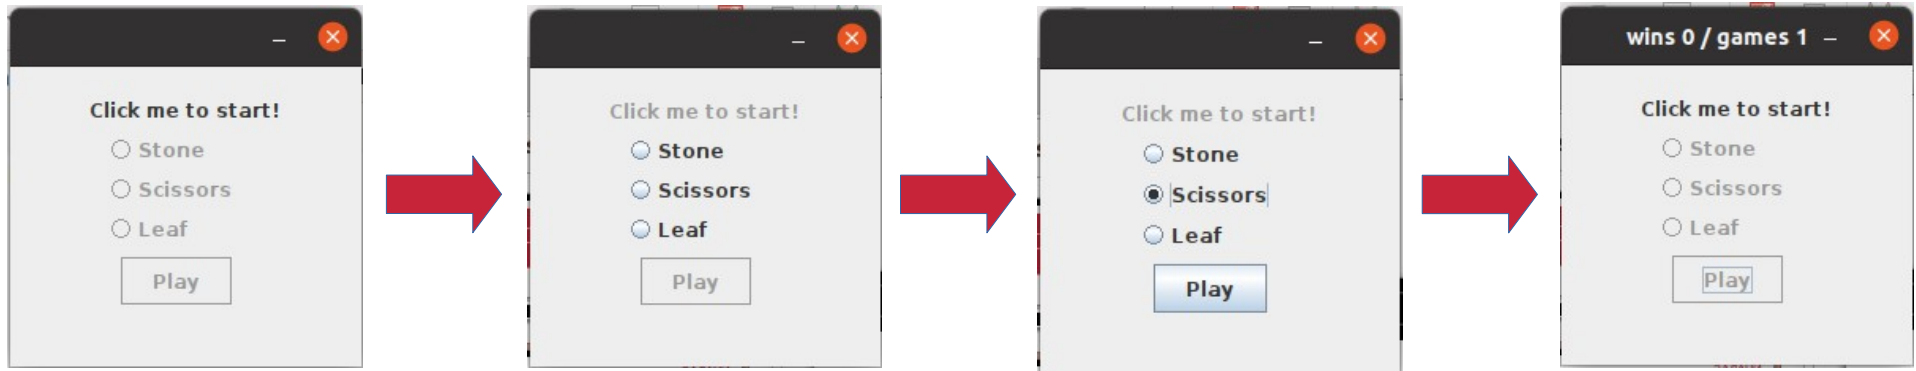 Click me to start!
Stone
Scissors
Leaf
Play
Click me to start!
Stone
Scissors
Leaf
Play
Click me to start!
Stone
Scissors
Leaf
Play
wins 0 / games 1
Click me to start!
Stone
Scissors
Leaf
Play